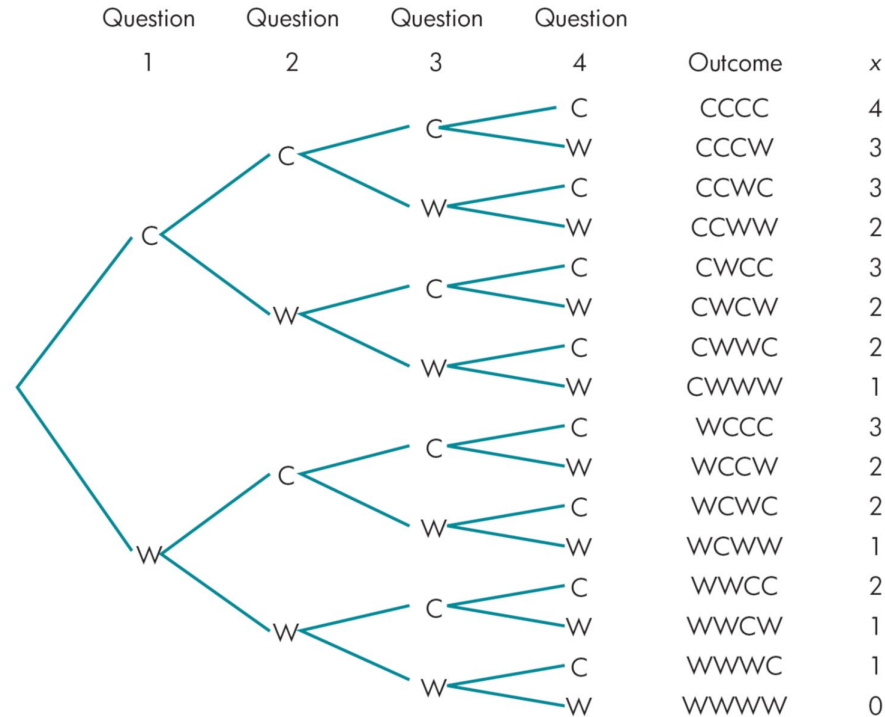 Question Question Question Question
1 2 3 4 Outcome x
C CCCC 4
C
W CCCW 3
C
C CCWC 3
W
W CCWW 2
C
C CWCC 3
C
W CWCW 2
W
C CWWC 2
W
W CWWW 1
C WCCC 3
C
W WCCW 2
C
C WCWC 2
W
W WCWW 1
W
C WWCC 2
C
W WWCW 1
W
C WWWC 1
W
W WWWW 0